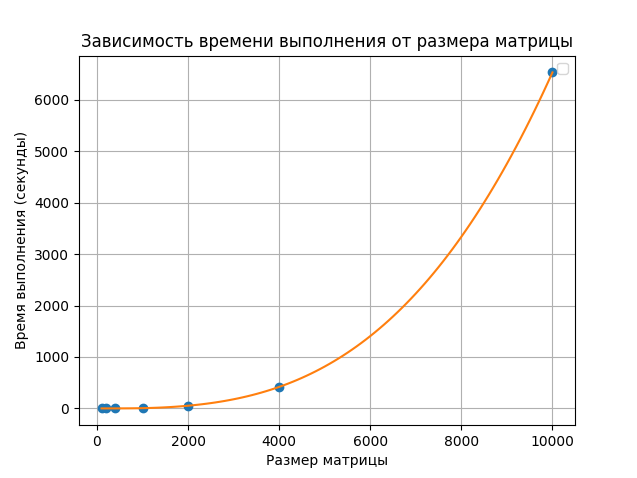 Зависимость времени выполнения от размера матрицы
Время выполнения (секунды)
6000
5000
4000
3000
2000
1000
0
0 2000 4000 6000 8000 10000
Размер матрицы